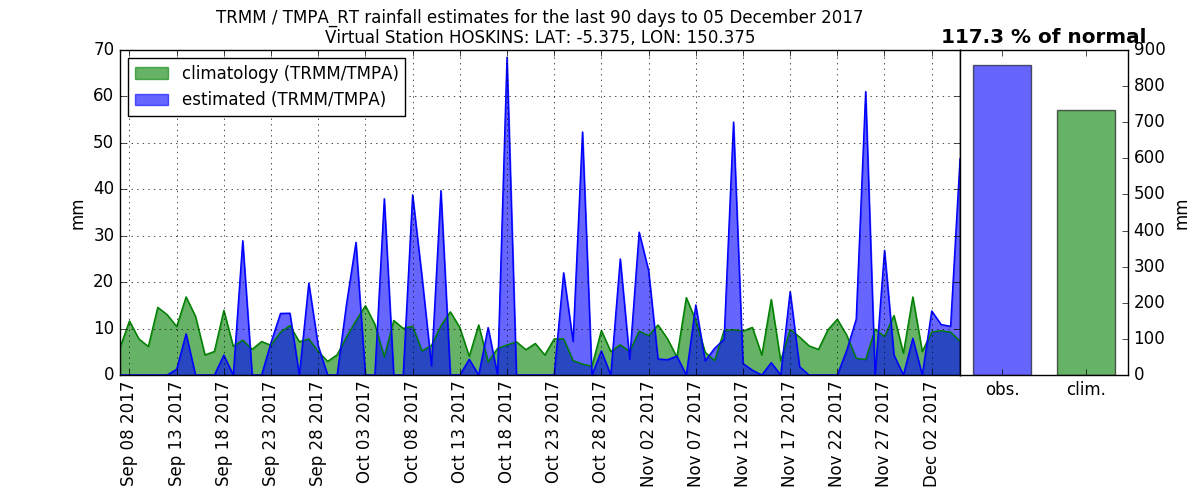 TRMM / TMPA_RT rainfall estimates for the last 90 days to 05 December 2017
Virtual Station HOSKINS: LAT: -5.375, LON: 150.375
117.3 % of normal
climatology (TRMM/TMPA)
estimated (TRMM/TMPA)
mm
70
60
50
40
30
20
10
0
Sep 08 2017
Sep 13 2017
Sep 18 2017
Sep 23 2017
Sep 28 2017
Oct 03 2017
Oct 08 2017
Oct 13 2017
Oct 18 2017
Oct 23 2017
Oct 28 2017
Nov 02 2017
Nov 07 2017
Nov 12 2017
Nov 17 2017
Nov 22 2017
Nov 27 2017
Dec 02 2017
obs.
clim.
900
800
700
600
500
400
300
200
100
0
mm